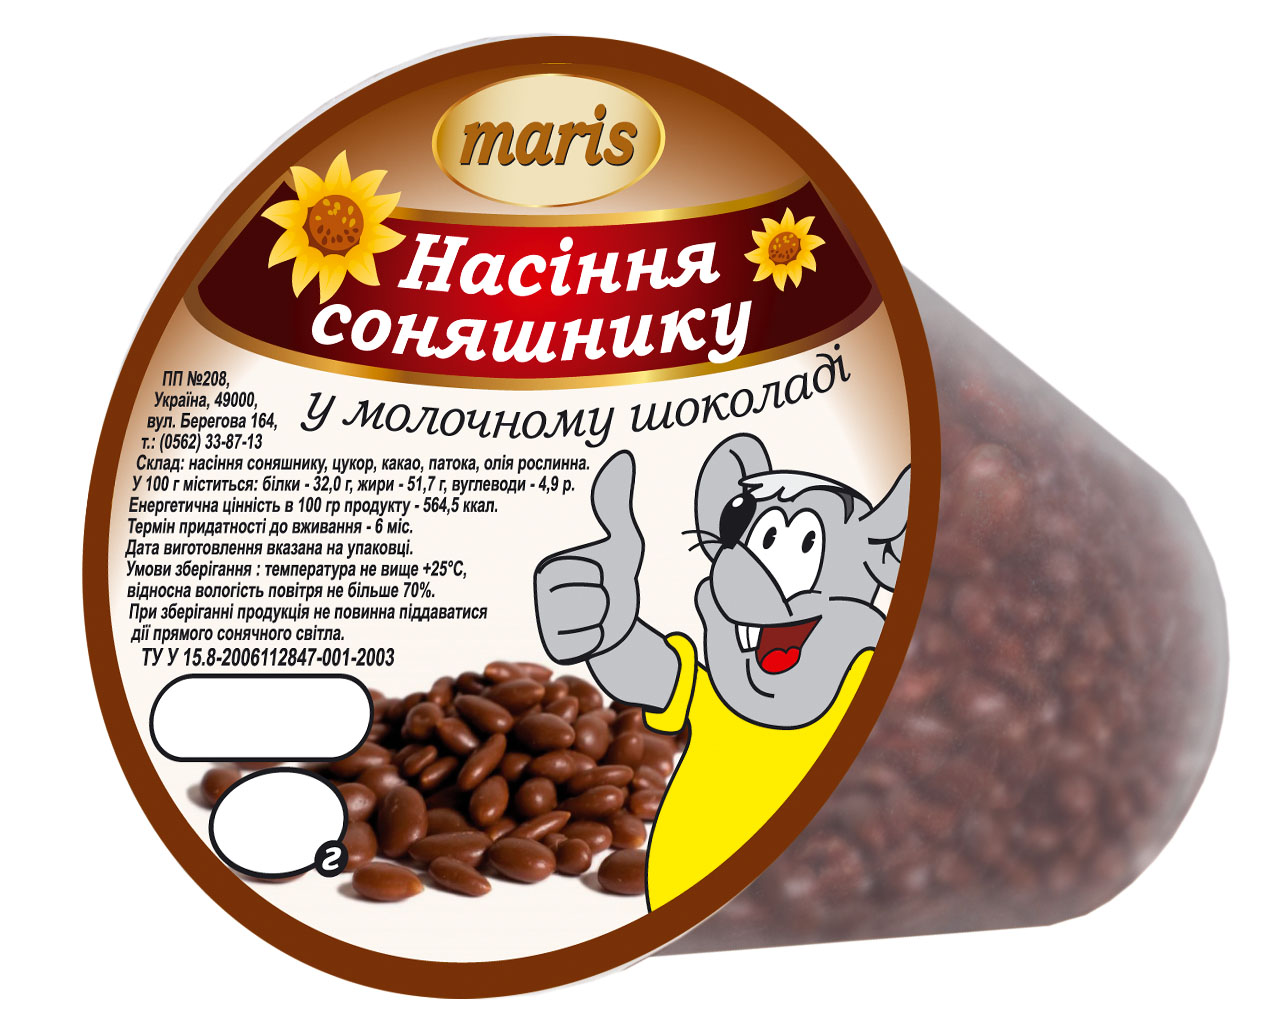 maris
Насіння
соняшнику
у молочному шоколаді
ПП №208,
Україна, 49000,
вул. Берегова 164,
т.: (0562) 33-87-13
Склад: насіння соняшнику, цукор, какао, патока, олія рослинна.
У 100 г міститься: білки - 32,0 г, жири - 51,7 г, вуглеводи - 4,9 р.
Енергетична цінність в 100 гр продукту - 564,5 ккал.
Термін придатності до вживання - 6 міс.
Дата виготовлення вказана на упаковці.
Умови зберігання : температура не вище +25°С,
відносна вологість повітря не більше 70%.
При зберіганні продукція не повинна піддаватися
дії прямого сонячного світла.
ТУ У 15.8-2006112847-001-2003
г